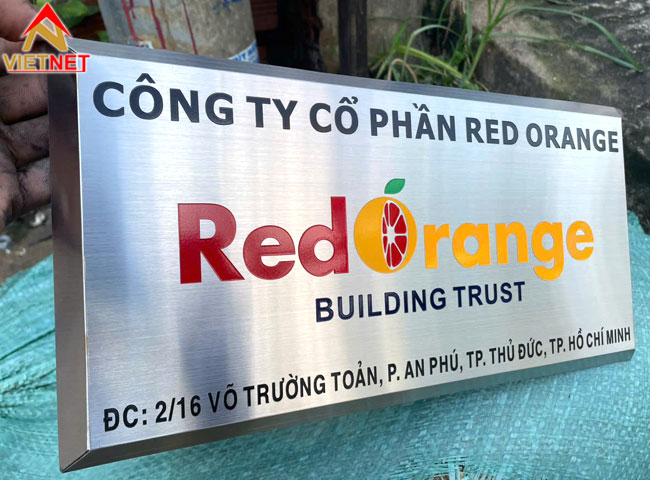 VIETNET
CÔNG TY CỔ PHẦN RED ORANGE
RedOrange
BUILDING TRUST
ĐC: 2/16 VÕ TRƯỜNG TOẢN, P. AN PHÚ, TP. THỦ ĐỨC, TP. HỒ CHÍ MINH